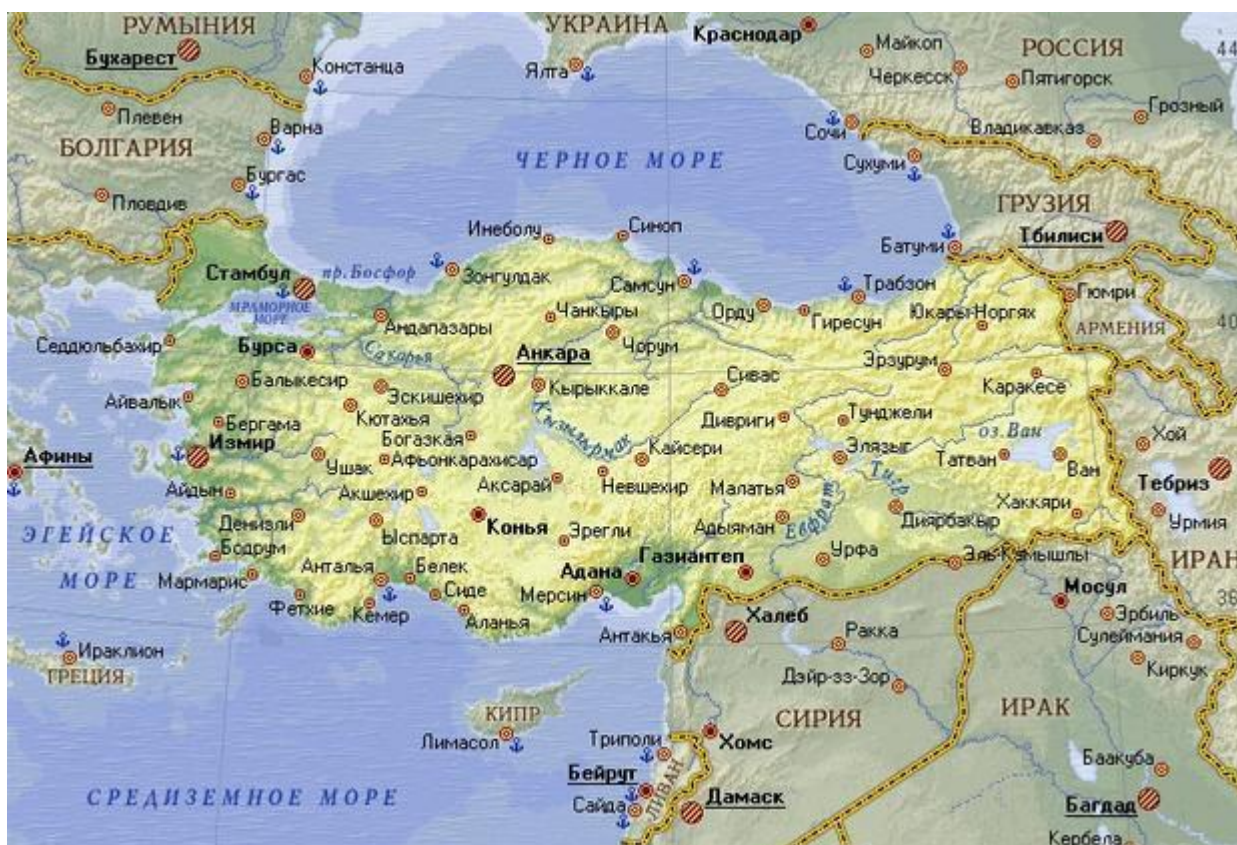 РУМЫНИЯ
УКРАИНА
Краснодар
Бухарест
Майкоп
РОССИЯ
44
Констанца
Ялта
Черкесск
Пятигорск
Плевен
Грозный
Варна
Сочи
Владикавказ
БОЛГАРИЯ
ЧЕРНОЕ МОРЕ
Сухуми
Бургас
Пловдив
ГРУЗИЯ
Инеболу
Синоп
Батуми
Тбилиси
Стамбул
пр.Босфор
Зонгулдак
Самсун
Трабзон
Гюмри
МРАМОРНОЕ
МОРЕ
Андапазары
Чанкыры
Орду
Гиресун
Юкары-Норгях
АРМЕНИЯ
40
Седдюльбахир
Бурса
Сакарья
Анкара
Чорум
Эрзурум
Балыкесир
Эскишехир
Кырыккале
Сивас
Каракесе
Айвалык
Кютахья
Кызылырмак
Дивриги
Тунджели
Бергама
Богазкая
оз.Ван
Измир
Кайсери
Элязыг
Хой
Афины
Ушак
Афьонкарахисар
Татван
Ван
Айдын
Акшехир
Аксарай
Невшехир
Малатья
Тигр
Тебриз
Хаккяри
Денизли
Конья
Адыяман
Евфрат
Диярбакыр
Урмия
ЭГЕЙСКОЕ
МОРЕ
Бодрум
Ыспарта
Эрегли
Газиантеп
Урфа
Эль-Камышлы
ИРАН
Мармарис
Анталья
Белек
Адана
Мосул
Фетхие
Кемер
Сиде
Мерсин
36
Аланья
Халеб
Эрбиль
Антакья
Ракка
Сулеймания
Ираклион
Киркук
ГРЕЦИЯ
Дэйр-эз-Зор
КИПР
СИРИЯ
ИРАК
Лимасол
Триполи
Хомс
Баакуба
Бейрут
ЛИВАН
СРЕДИЗЕМНОЕ МОРЕ
Сайда
Дамаск
Багдад
Кербела